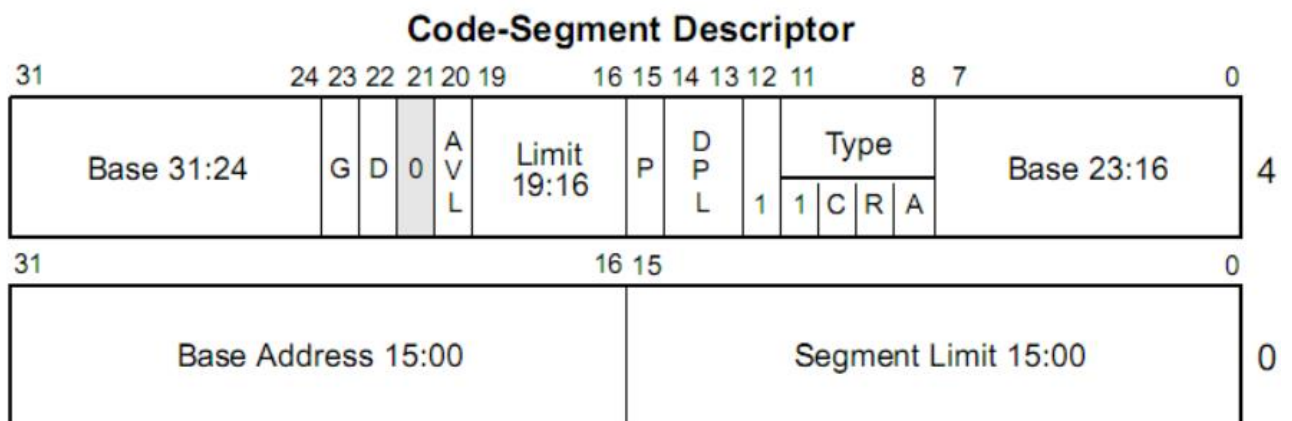 Code-Segment Descriptor
31 24 23 22 21 20 19 16 15 14 13 12 11 8 7 0
Base 31:24 G D 0 AVL Limit 19:16 P DPL 1 Type 1 C R A Base 23:16 4
31 16 15 0
Base Address 15:00 Segment Limit 15:00 0